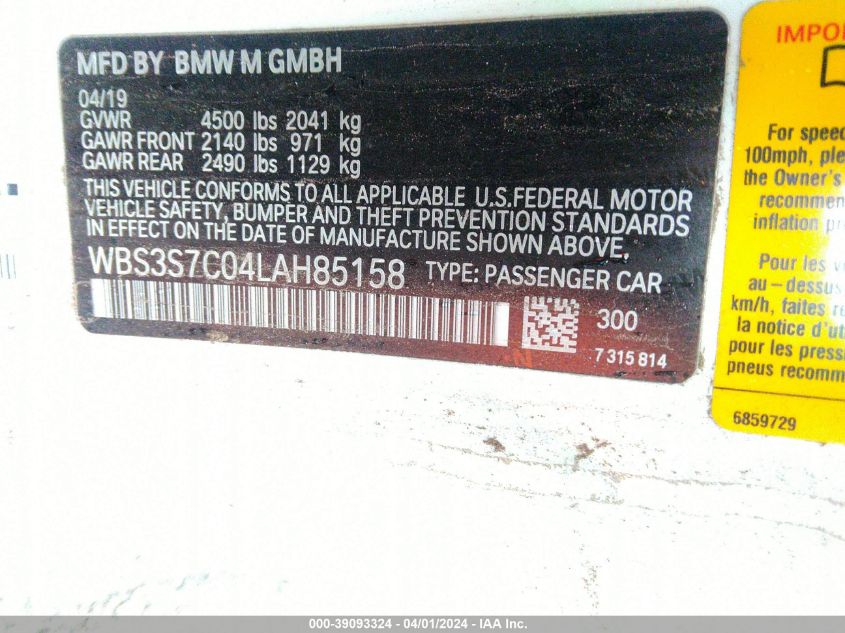 MFD BY BMW M GMBH
04/19
GVWR 4500 lbs 2041 kg
GAWR FRONT 2140 lbs 971 kg
GAWR REAR 2490 lbs 1129 kg
THIS VEHICLE CONFORMS TO ALL APPLICABLE U.S.FEDERAL MOTOR
VEHICLE SAFETY, BUMPER AND THEFT PREVENTION STANDARDS
IN EFFECT ON THE DATE OF MANUFACTURE SHOWN ABOVE.
WBS3S7C04LAH85158 TYPE: PASSENGER CAR
300
N
7 315 814
IMPO
For speed
100mph, ple
the Owner's
recommen
inflation pr
Pour les v
au-dessus
km/h, faites re
la notice d'ut
pour les press
pneus recomm
6859729
000-39093324 - 04/01/2024 - IAA Inc.